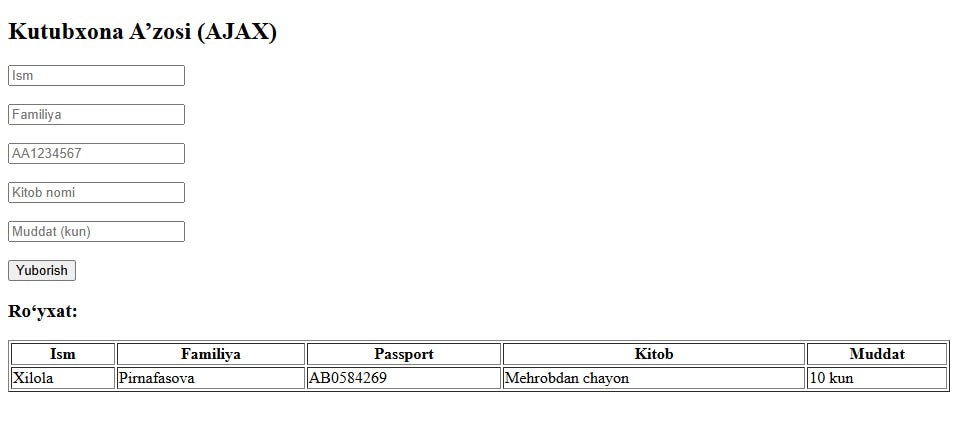 Kutubxona A’zosi (AJAX)
Ism
Familiya
AA1234567
Kitob nomi
Muddat (kun)
Yuborish
Ro‘yxat:
Ism Familiya Passport Kitob Muddat
Xilola Pirnafasova AB0584269 Mehrobdan chayon 10 kun